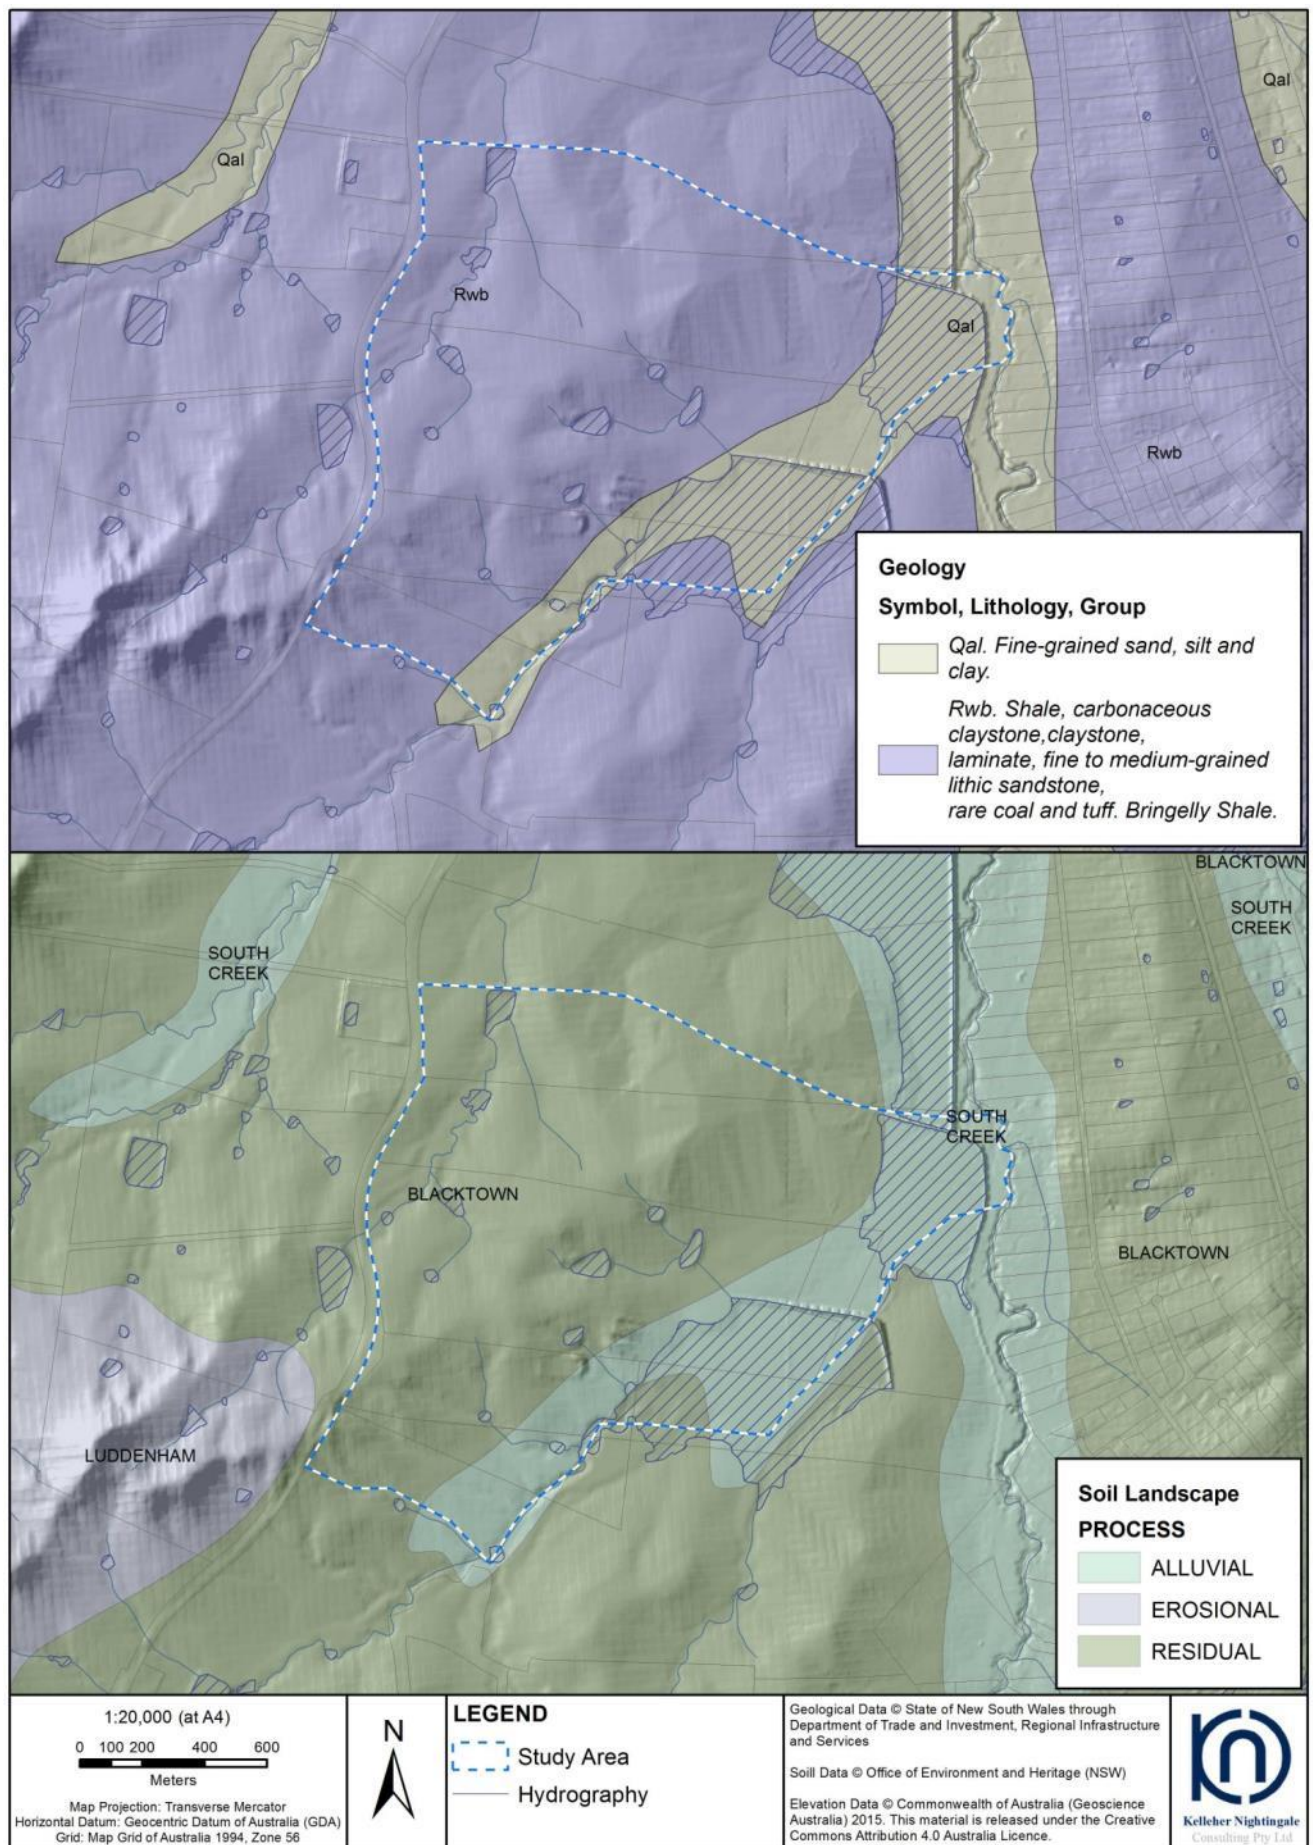 Qal
Qal
Rwb
Qal
Rwb
Geology
Symbol, Lithology, Group
Qal. Fine-grained sand, silt and
clay.
Rwb. Shale, carbonaceous
claystone,claystone,
laminate, fine to medium-grained
lithic sandstone,
rare coal and tuff. Bringelly Shale.
BLACKTOWN
SOUTH
CREEK
SOUTH
CREEK
SOUTH
CREEK
BLACKTOWN
BLACKTOWN
LUDDENHAM
Soil Landscape
PROCESS
ALLUVIAL
EROSIONAL
RESIDUAL
1:20,000 (at A4)
0 100 200 400 600
Meters
Map Projection: Transverse Mercator
Horizontal Datum: Geocentric Datum of Australia (GDA)
Grid: Map Grid of Australia 1994, Zone 56
N
LEGEND
Study Area
Hydrography
Geological Data © State of New South Wales through
Department of Trade and Investment, Regional Infrastructure
and Services
Soill Data © Office of Environment and Heritage (NSW)
Elevation Data © Commonwealth of Australia (Geoscience
Australia) 2015. This material is released under the Creative
Commons Attribution 4.0 Australia Licence.
Kelleher Nightingale
Consulting Pty Ltd